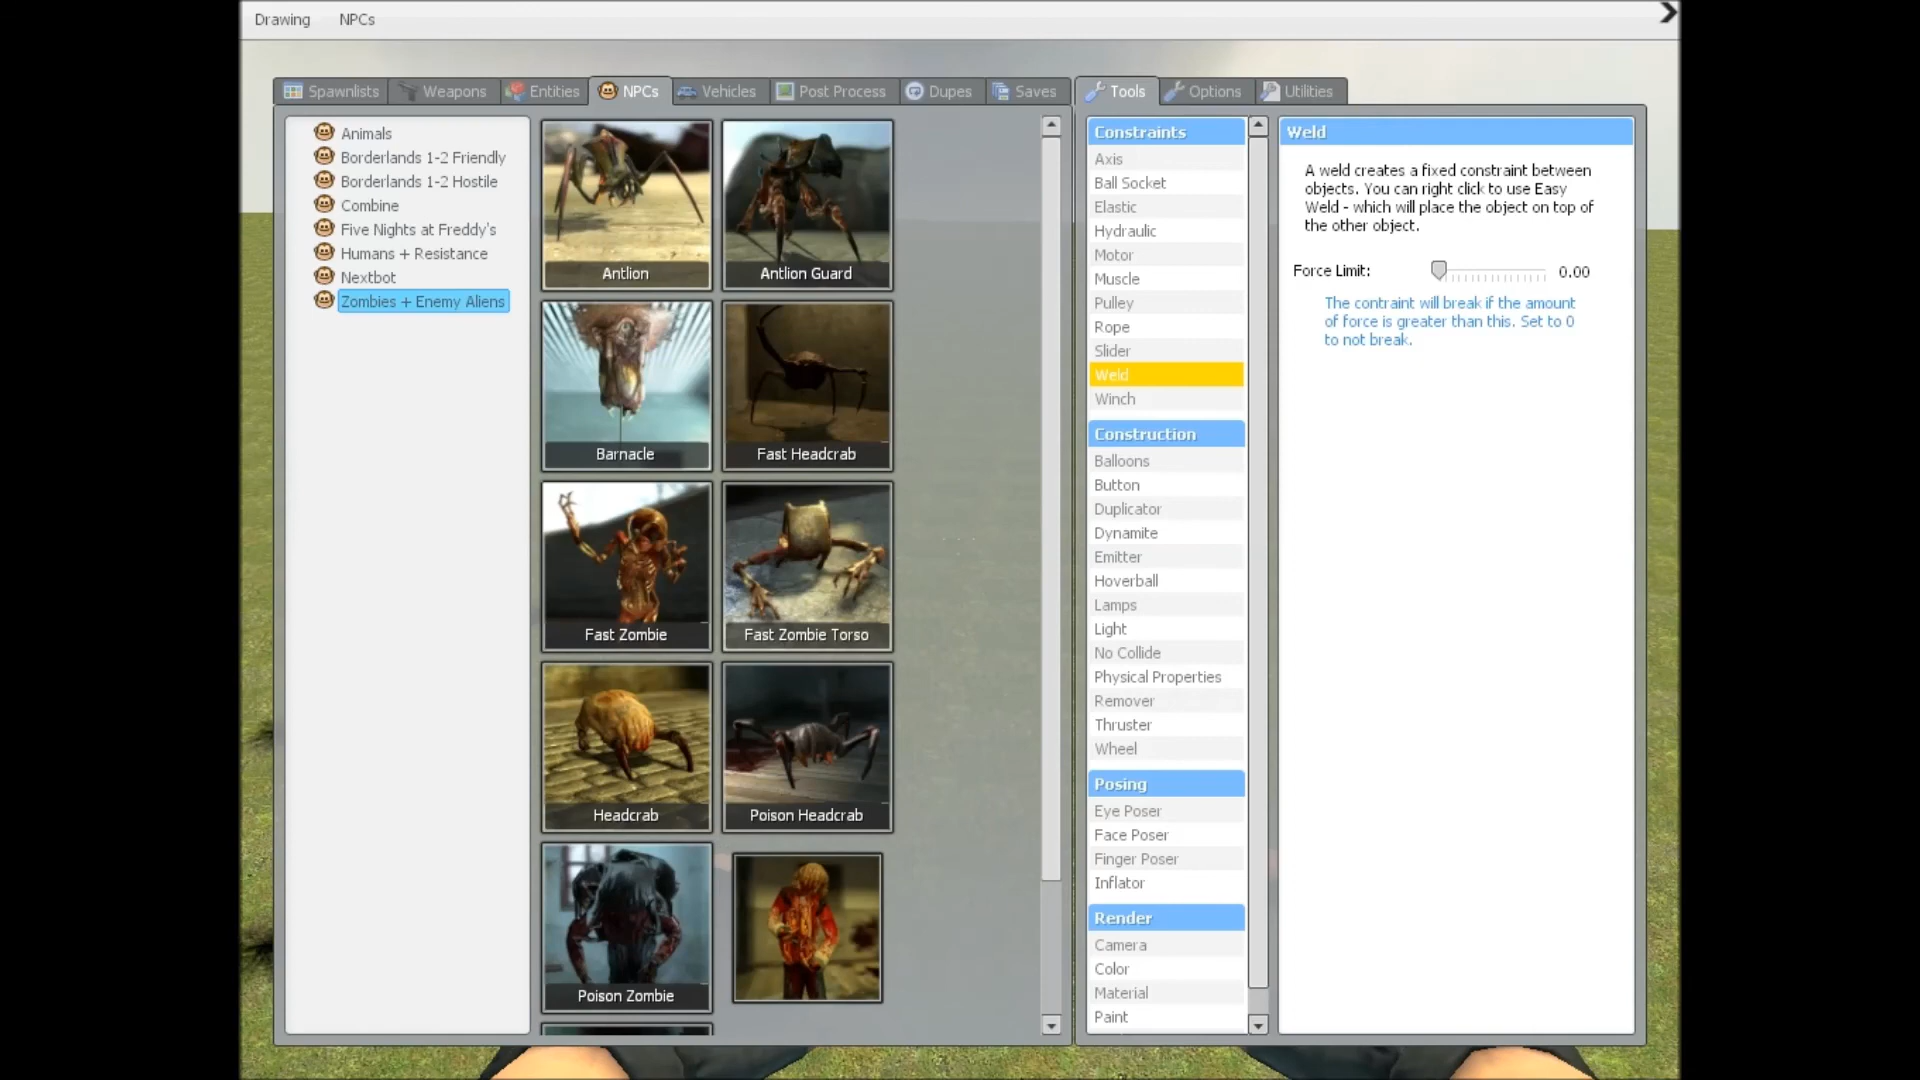 Drawing NPCs
Spawnlists Weapons Entities NPCs Vehicles Post Process Dupes Saves
Tools Options Utilities
Animals
Borderlands 1-2 Friendly
Borderlands 1-2 Hostile
Combine
Five Nights at Freddy's
Humans + Resistance
Nextbot
Zombies + Enemy Aliens
Antlion
Antlion Guard
Barnacle
Fast Headcrab
Fast Zombie
Fast Zombie Torso
Headcrab
Poison Headcrab
Poison Zombie
Constraints
Axis
Ball Socket
Elastic
Hydraulic
Motor
Muscle
Pulley
Rope
Slider
Weld
Winch
Construction
Balloons
Button
Duplicator
Dynamite
Emitter
Hoverball
Lamps
Light
No Collide
Physical Properties
Remover
Thruster
Wheel
Posing
Eye Poser
Face Poser
Finger Poser
Inflator
Render
Camera
Color
Material
Paint
Weld
A weld creates a fixed constraint between
objects. You can right click to use Easy
Weld - which will place the object on top of
the other object.
Force Limit: 0.00
The contraint will break if the amount
of force is greater than this. Set to 0
to not break.